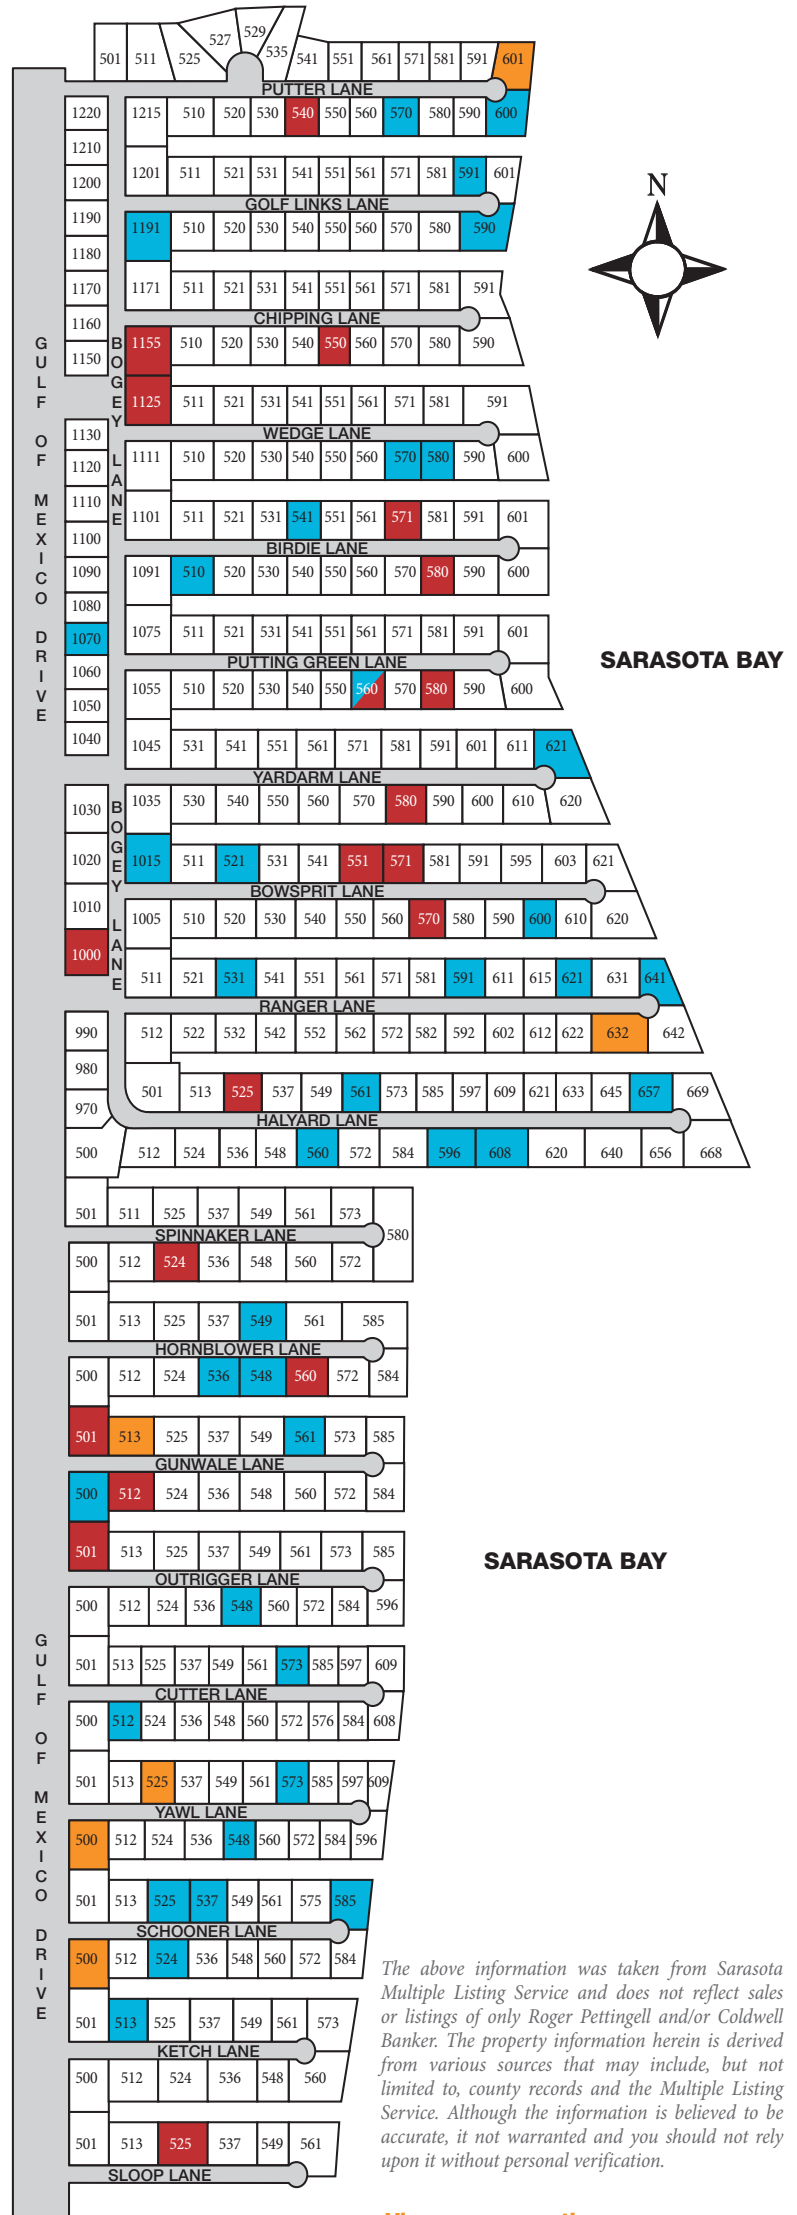 501 511 525 527 529 535 541 551 561 571 581 591 601
PUTTER LANE
1220 1215 510 520 530 540 550 560 570 580 590 600
1210
1200 1201 511 521 531 541 551 561 571 581 591 601
GOLF LINKS LANE
1190 1191 510 520 530 540 550 560 570 580 590
1180
1170 1171 511 521 531 541 551 561 571 581 591
CHIPPING LANE
1160
1150 1155 510 520 530 540 550 560 570 580 590
GULF OF MEXICO DRIVE
BOGEY LANE
1125 511 521 531 541 551 561 571 581 591
WEDGE LANE
1130
1120 1111 510 520 530 540 550 560 570 580 590 600
1110 1101 511 521 531 541 551 561 571 581 591 601
1100
BIRDIE LANE
1090 1091 510 520 530 540 550 560 570 580 590 600
1080
1070 1075 511 521 531 541 551 561 571 581 591 601
PUTTING GREEN LANE
SARASOTA BAY
N
1060
1050 1055 510 520 530 540 550 560 570 580 590 600
1040 1045 531 541 551 561 571 581 591 601 611 621
YARDARM LANE
1030 1035 530 540 550 560 570 580 590 600 610 620
BOGEY LANE
1020 1015 511 521 531 541 551 571 581 591 595 603 621
BOWSPRIT LANE
1010 1005 510 520 530 540 550 560 570 580 590 600 610 620
1000
511 521 531 541 551 561 571 581 591 611 615 621 631 641
RANGER LANE
990 512 522 532 542 552 562 572 582 592 602 612 622 632 642
980
970 501 513 525 537 549 561 573 585 597 609 621 633 645 657 669
HALYARD LANE
500 512 524 536 548 560 572 584 596 608 620 640 656 668
501 511 525 537 549 561 573 580
SPINNAKER LANE
500 512 524 536 548 560 572
501 513 525 537 549 561 585
HORNBLOWER LANE
500 512 524 536 548 560 572 584
501 513 525 537 549 561 573 585
GUNWALE LANE
500 512 524 536 548 560 572 584
501 513 525 537 549 561 573 585
OUTRIGGER LANE
SARASOTA BAY
500 512 524 536 548 560 572 584 596
GULF OF MEXICO DRIVE
501 513 525 537 549 561 573 585 597 609
CUTTER LANE
500 512 524 536 548 560 572 576 584 608
501 513 525 537 549 561 573 585 597 609
YAWL LANE
500 512 524 536 548 560 572 584 596
501 513 525 537 549 561 575 585
SCHOONER LANE
500 512 524 536 548 560 572 584
501 513 525 537 549 561 573
KETCH LANE
500 512 524 536 548 560
501 513 525 537 549 561
SLOOP LANE
The above information was taken from Sarasota
Multiple Listing Service and does not reflect sales
or listings of only Roger Pettingell and/or Coldwell
Banker. The property information herein is derived
from various sources that may include, but not
limited to, county records and the Multiple Listing
Service. Although the information is believed to be
accurate, it not warranted and you should not rely
upon it without personal verification.